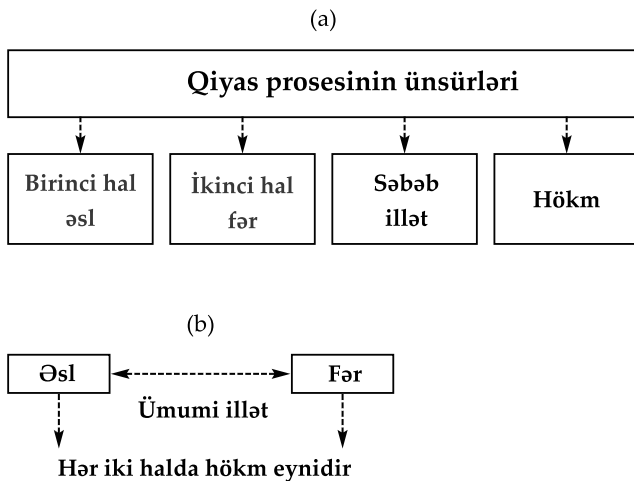 (a)
Qiyas prosesinin ünsürləri
Birinci hal
əsl
İkinci hal
fər
Səbəb
illət
Hökm
(b)
Əsl
Fər
Ümumi illət
Hər iki halda hökm eynidir